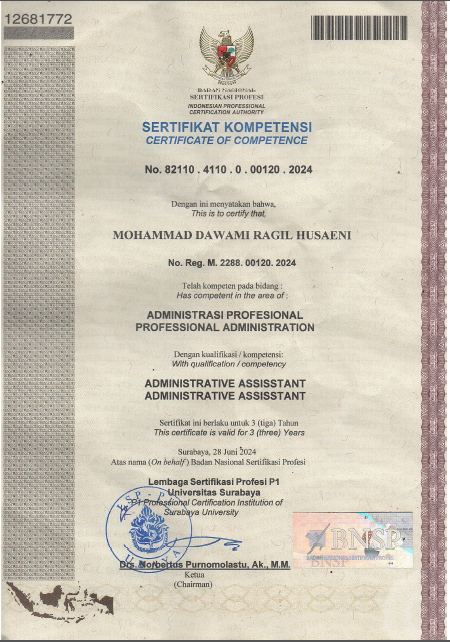 12681772
BADAN NASIONAL
SERTIFIKASI PROFESI
INDONESIAN PROFESSIONAL
CERTIFICATION AUTHORITY
SERTIFIKAT KOMPETENSI
CERTIFICATE OF COMPETENCE
No. 82110 . 4110 . 0 . 00120 . 2024
Dengan ini menyatakan bahwa,
This is to certify that,
MOHAMMAD DAWAMI RAGIL HUSAENI
No. Reg. M. 2288. 00120. 2024
Telah kompeten pada bidang :
Has competent in the area of :
ADMINISTRASI PROFESIONAL
PROFESSIONAL ADMINISTRATION
Dengan kualifikasi / kompetensi:
With qualification / competency
ADMINISTRATIVE ASSISSTANT
ADMINISTRATIVE ASSISSTANT
Sertifikat ini berlaku untuk 3 (tiga) Tahun
This certificate is valid for 3 (three) Years
Surabaya, 28 Juni 2024
Atas nama (On behalf) Badan Nasional Sertifikasi Profesi
Lembaga Sertifikasi Profesi P1
Universitas Surabaya
P1 Professional Certification Institution of
Surabaya University
BNSP
BNSP
Drs. Norbertus Purnomolastu, Ak., M.M.
Ketua
(Chairman)